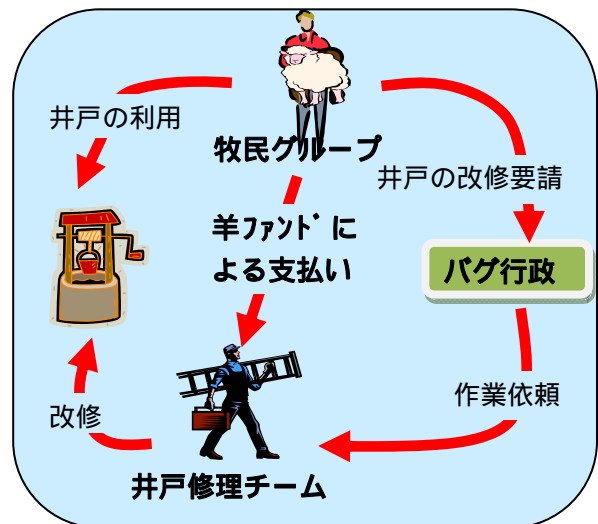 井戸の利用
牧民グループ
井戸の改修要請
羊ファンドに
よる支払い
バグ行政
作業依頼
改修
井戸修理チーム